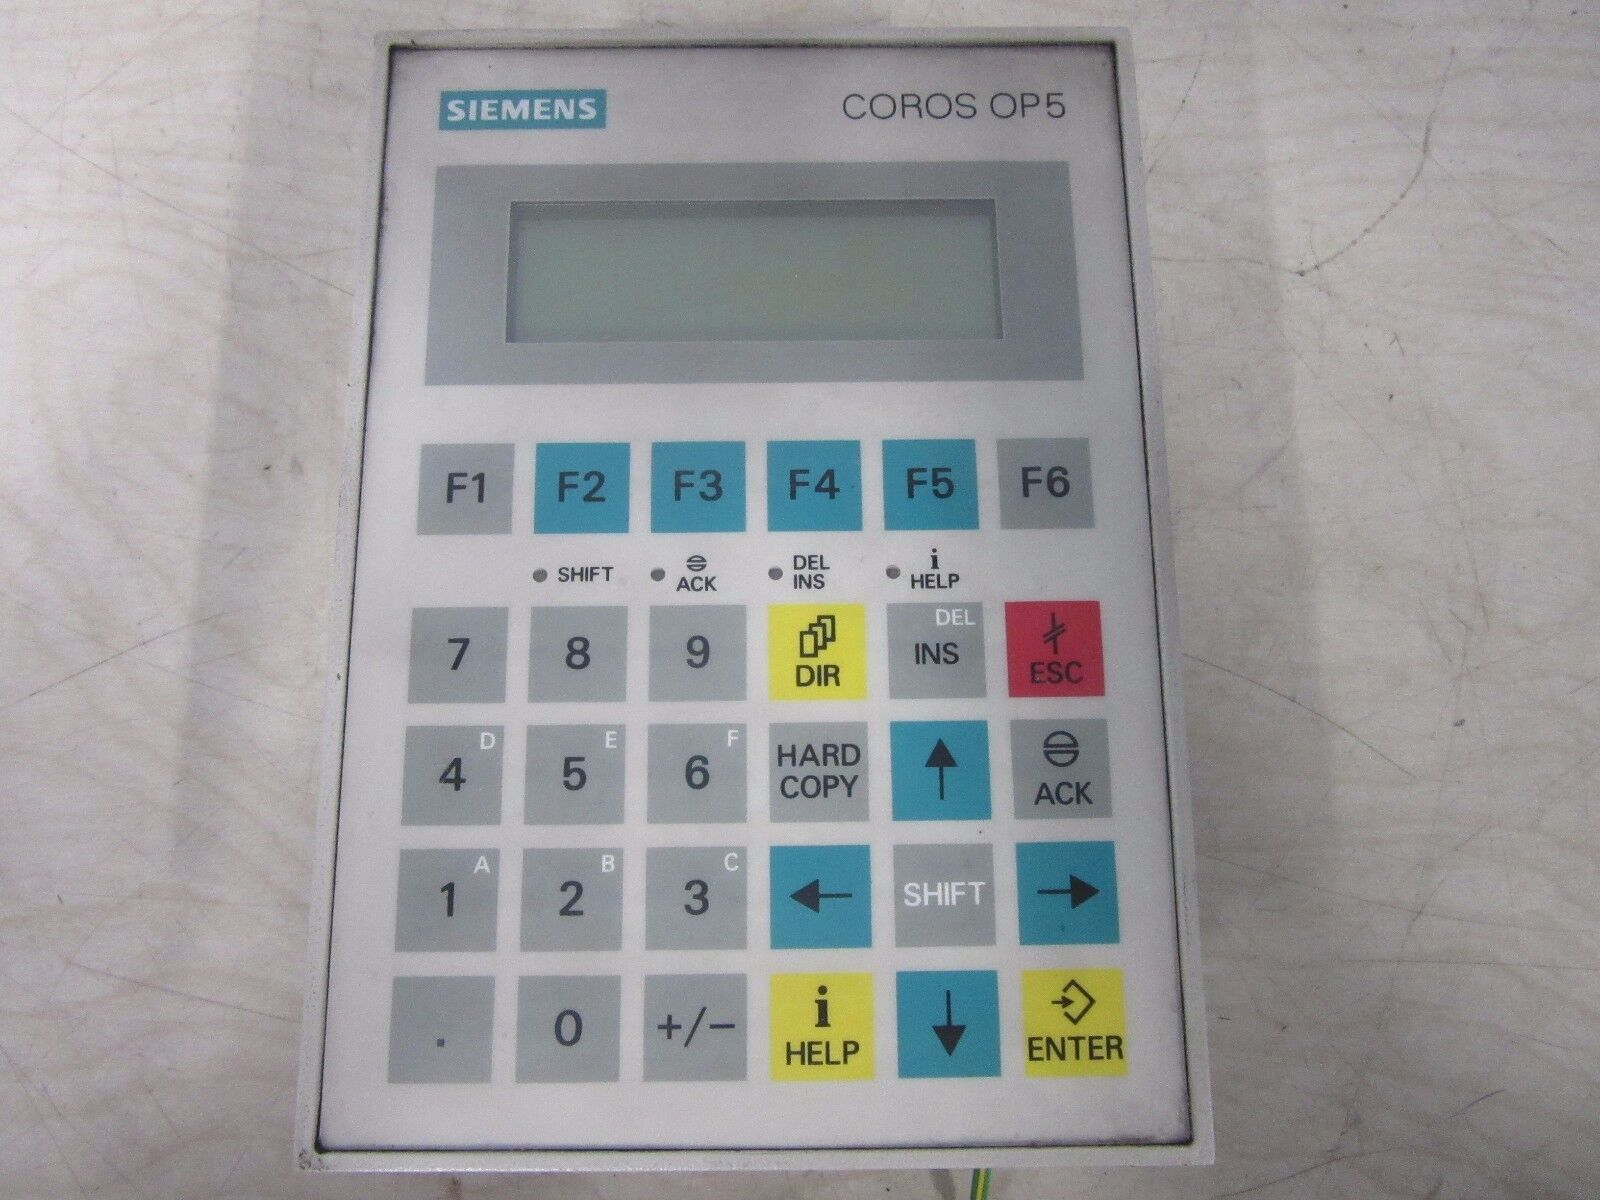 SIEMENS COROS OP5
F1 F2 F3 F4 F5 F6
SHIFT ACK DEL INS i HELP
7 8 9 DIR DEL INS ESC
4 D 5 E 6 F HARD COPY ACK
1 A 2 B 3 C SHIFT
. 0 +/- i HELP ENTER